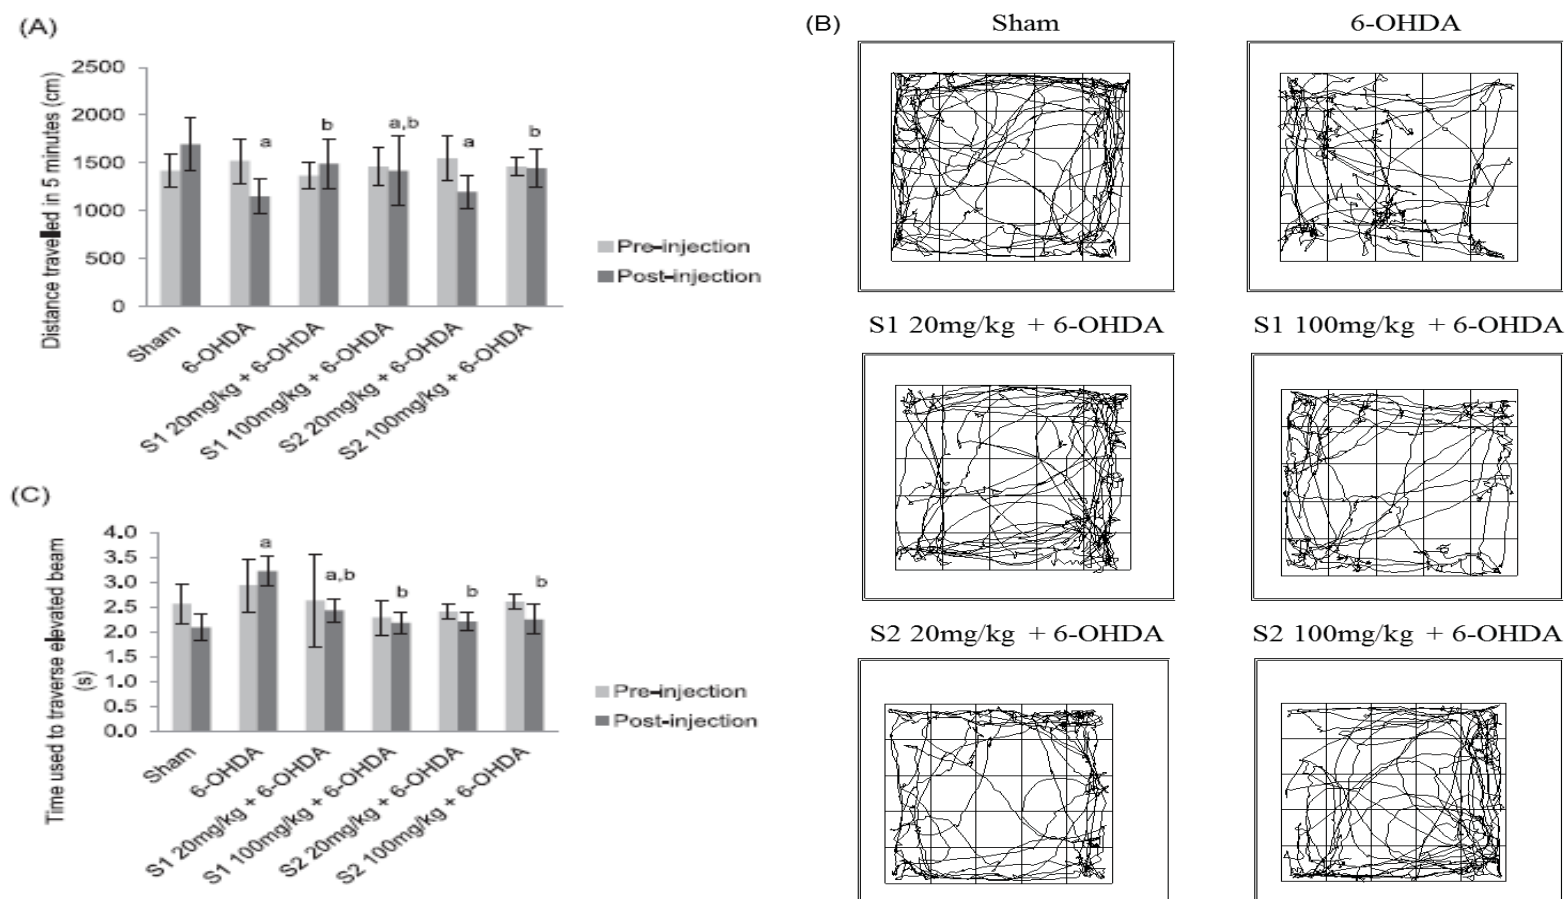 (A)
Distance travelled in 5 minutes (cm)
2500
2000
1500
1000
500
0
a
b
a,b
a
b
Sham
6-OHDA
S1 20mg/kg + 6-OHDA
S1 100mg/kg + 6-OHDA
S2 20mg/kg + 6-OHDA
S2 100mg/kg + 6-OHDA
Pre-injection
Post-injection
(B)
Sham
6-OHDA
S1 20mg/kg + 6-OHDA
S1 100mg/kg + 6-OHDA
S2 20mg/kg + 6-OHDA
S2 100mg/kg + 6-OHDA
(C)
Time used to traverse elevated beam
(s)
4.0
3.5
3.0
2.5
2.0
1.5
1.0
0.5
0.0
a
a,b
b
b
b
Sham
6-OHDA
S1 20mg/kg + 6-OHDA
S1 100mg/kg + 6-OHDA
S2 20mg/kg + 6-OHDA
S2 100mg/kg + 6-OHDA
Pre-injection
Post-injection